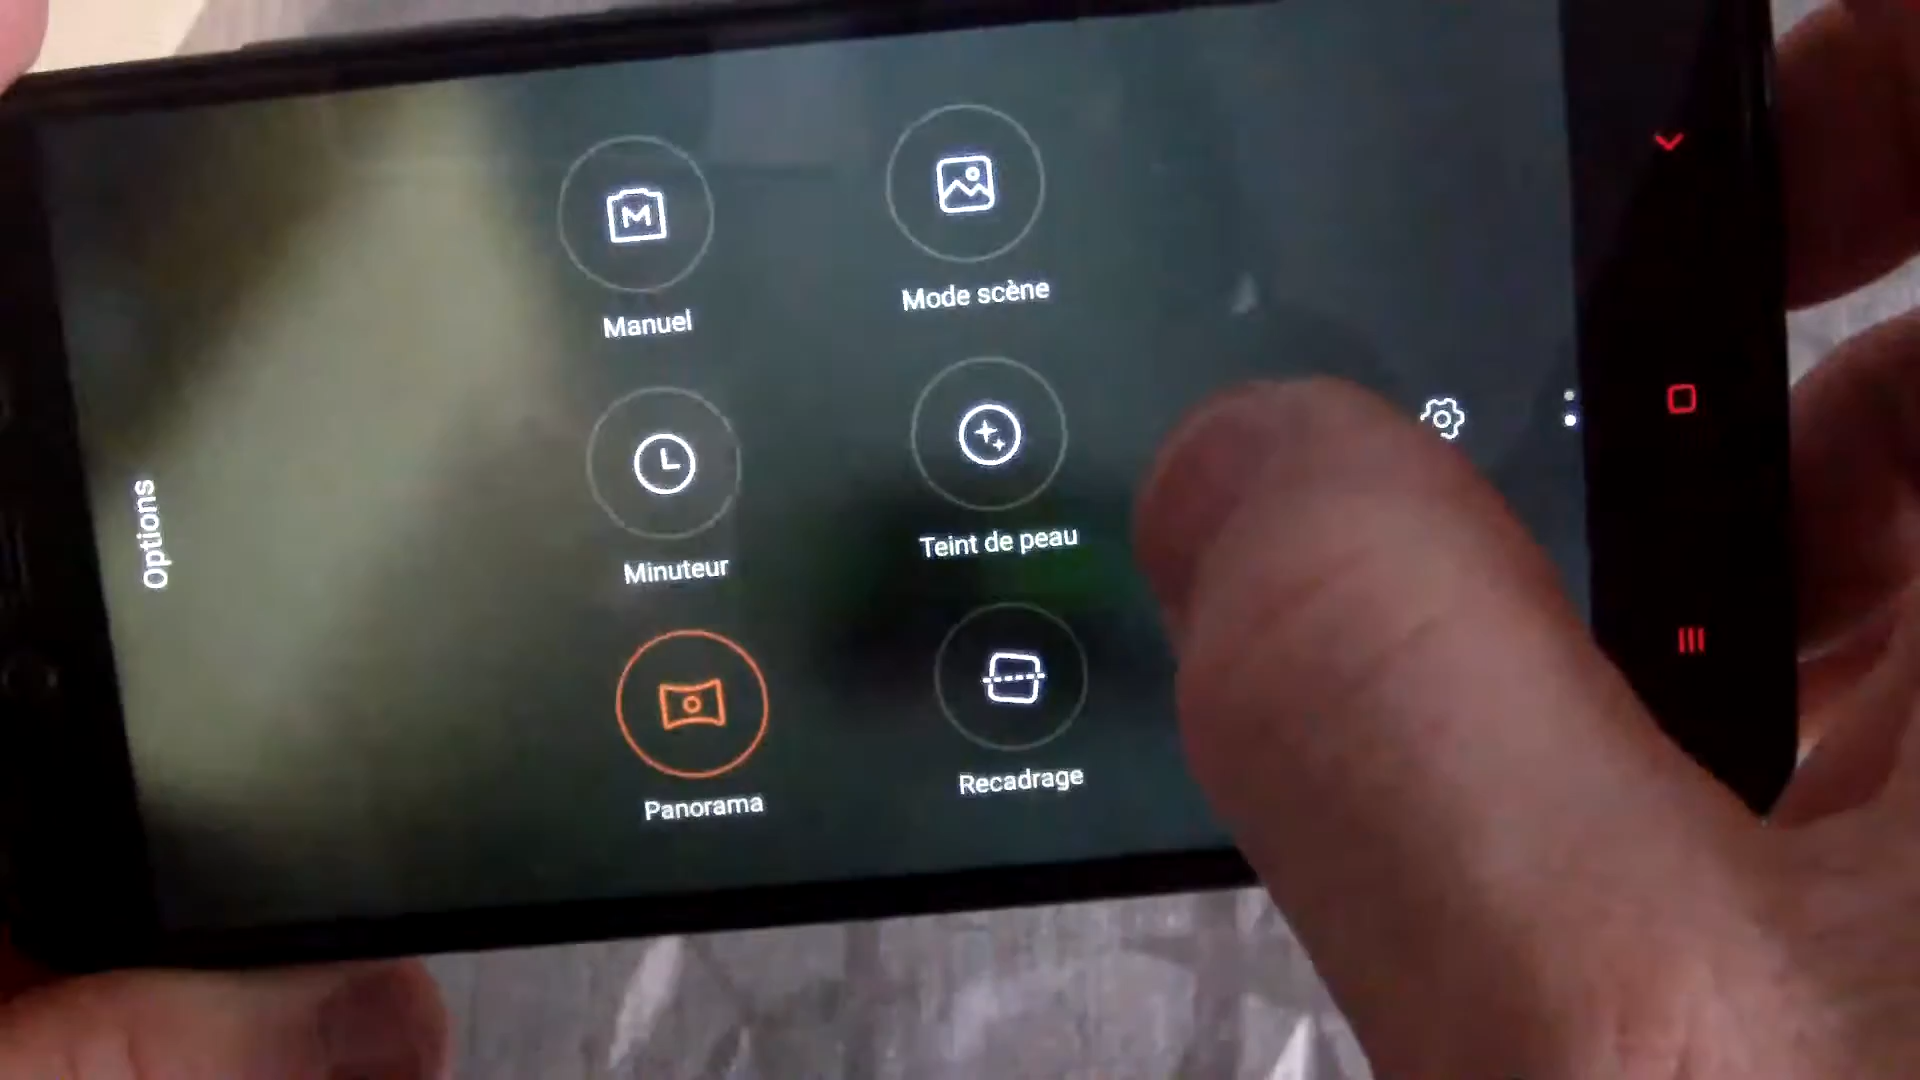 Options
Manuel
Mode scène
Minuteur
Teint de peau
Panorama
Recadrage